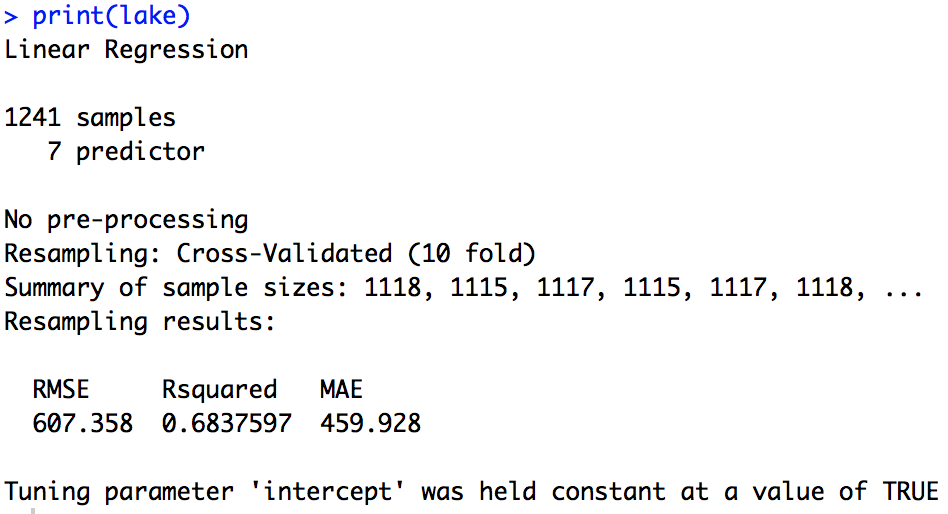 > print(lake)
Linear Regression
1241 samples
7 predictor
No pre-processing
Resampling: Cross-Validated (10 fold)
Summary of sample sizes: 1118, 1115, 1117, 1115, 1117, 1118, ...
Resampling results:
RMSE Rsquared MAE
607.358 0.6837597 459.928
Tuning parameter 'intercept' was held constant at a value of TRUE